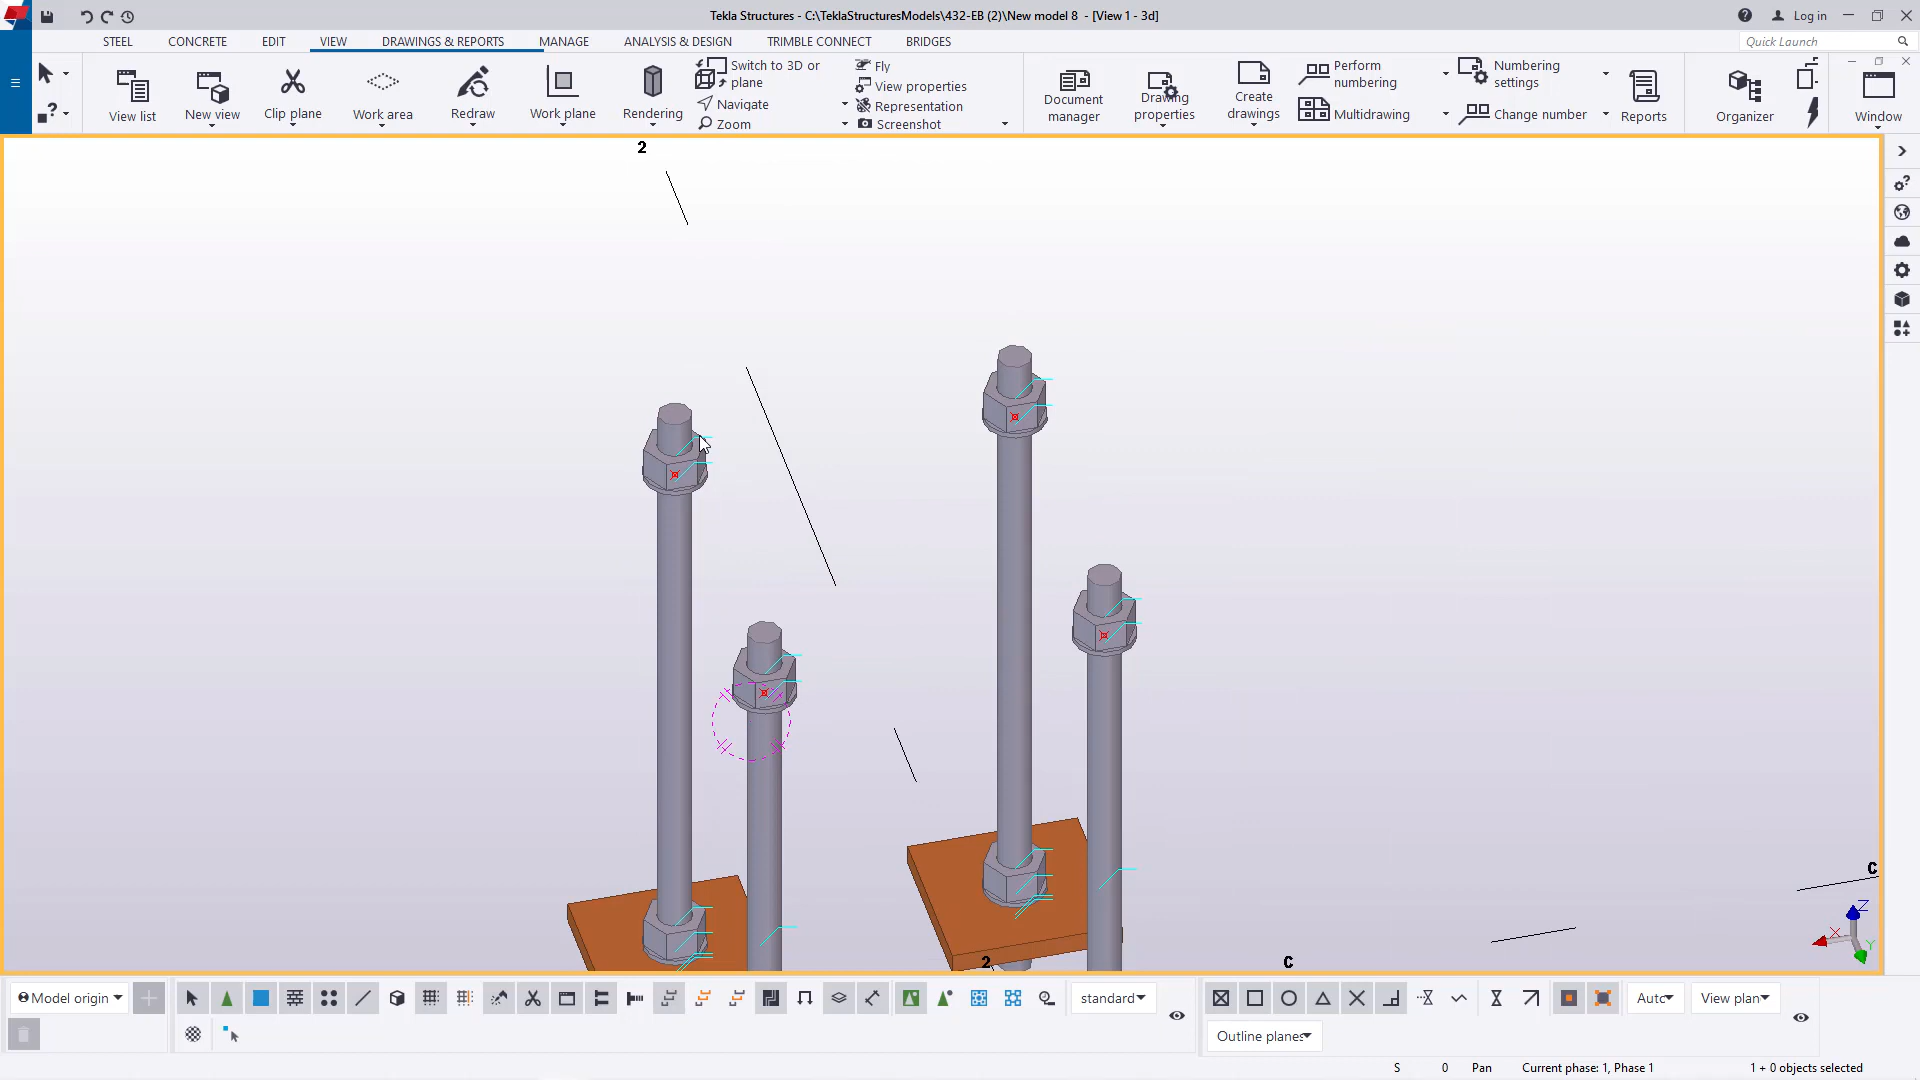 Tekla Structures - C:\TeklaStructuresModels\432-EB (2)\New model 8 - [View 1 - 3d]
Log in
STEEL
CONCRETE
EDIT
VIEW
DRAWINGS & REPORTS
MANAGE
ANALYSIS & DESIGN
TRIMBLE CONNECT
BRIDGES
Quick Launch
View list
New view
Clip plane
Work area
Redraw
Work plane
Rendering
Switch to 3D or
plane
Navigate
Zoom
Fly
View properties
Representation
Screenshot
Document
manager
Drawing
properties
Create
drawings
Perform
numbering
Multidrawing
Numbering
settings
Change number
Reports
Organizer
Window
2
C
Z
X
Y
2
C
Model origin
standard
Auto
View plan
Outline planes
S
0
Pan
Current phase: 1, Phase 1
1 + 0 objects selected